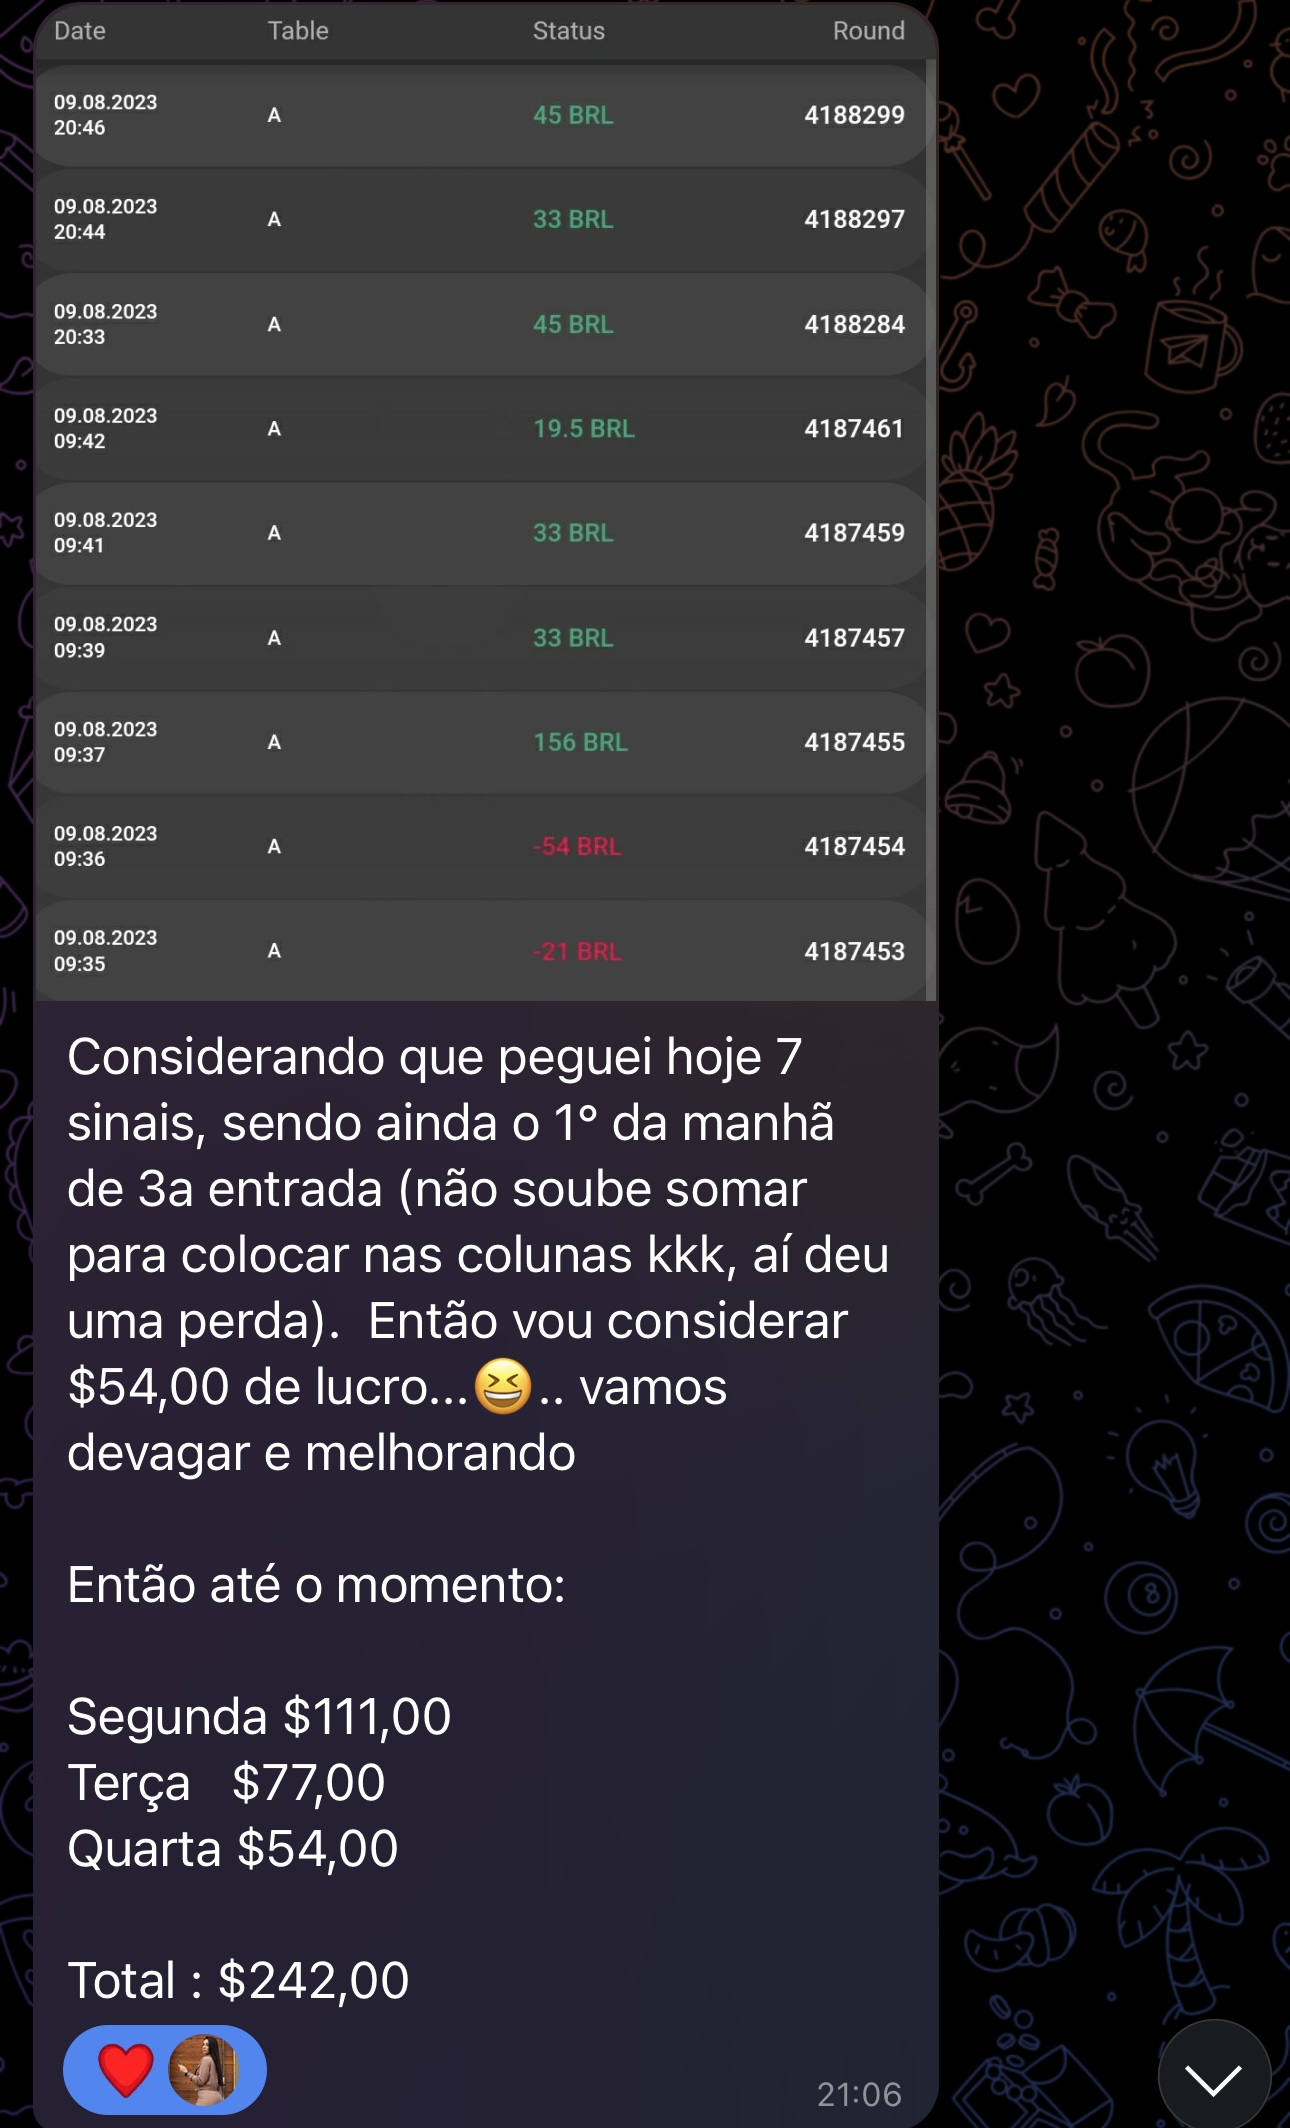 Date Table Status Round
09.08.2023
20:46 A 45 BRL 4188299
09.08.2023
20:44 A 33 BRL 4188297
09.08.2023
20:33 A 45 BRL 4188284
09.08.2023
09:42 A 19.5 BRL 4187461
09.08.2023
09:41 A 33 BRL 4187459
09.08.2023
09:39 A 33 BRL 4187457
09.08.2023
09:37 A 156 BRL 4187455
09.08.2023
09:36 A -54 BRL 4187454
09.08.2023
09:35 A -21 BRL 4187453
Considerando que peguei hoje 7
sinais, sendo ainda o 1º da manhã
de 3a entrada (não soube somar
para colocar nas colunas kkk, aí deu
uma perda).  Então vou considerar
$54,00 de lucro...😆.. vamos
devagar e melhorando
Então até o momento:
Segunda $111,00
Terça   $77,00
Quarta $54,00
Total : $242,00
21:06